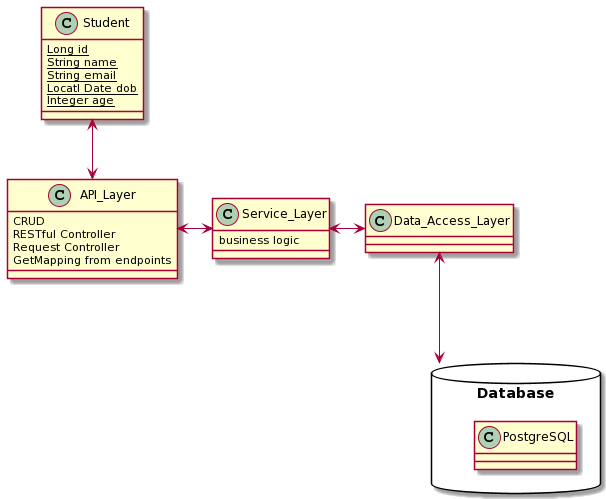 C Student
Long id
String name
String email
Locatl Date dob
Integer age
C API_Layer
CRUD
RESTful Controller
Request Controller
GetMapping from endpoints
C Service_Layer
business logic
C Data_Access_Layer
Database
C PostgreSQL